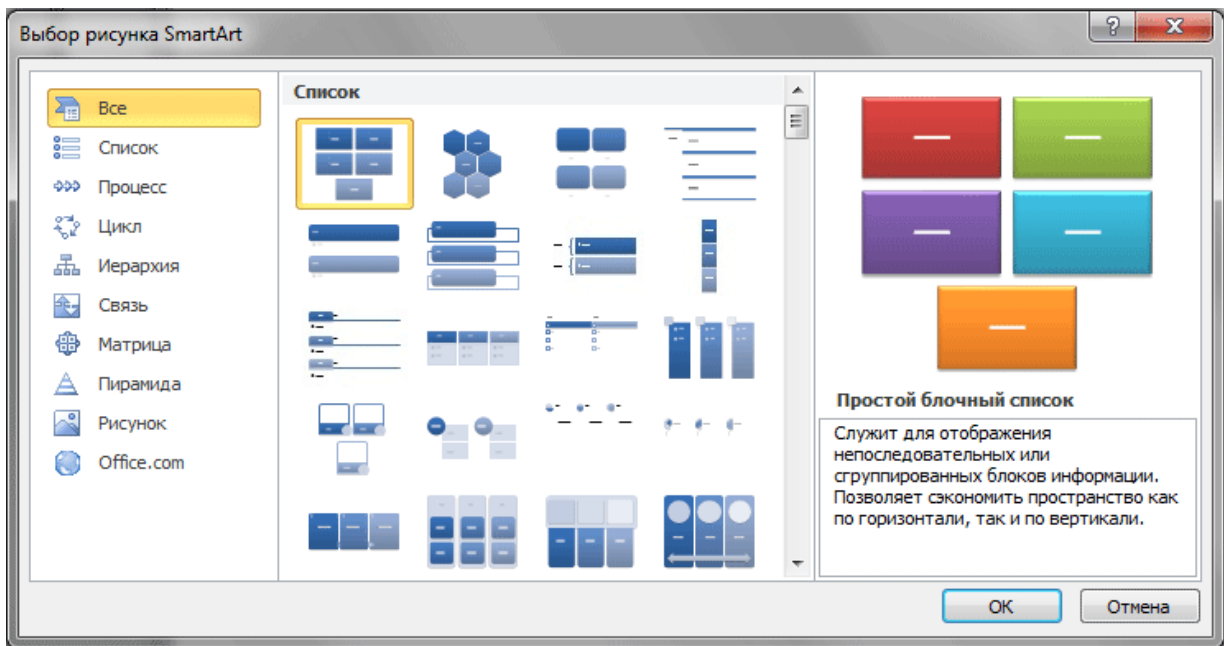 Выбор рисунка SmartArt
Все
Список
Процесс
Цикл
Иерархия
Связь
Матрица
Пирамида
Рисунок
Office.com
Список
Простой блочный список
Служит для отображения
непоследовательных или
сгруппированных блоков информации.
Позволяет сэкономить пространство как
по горизонтали, так и по вертикали.
ОК
Отмена